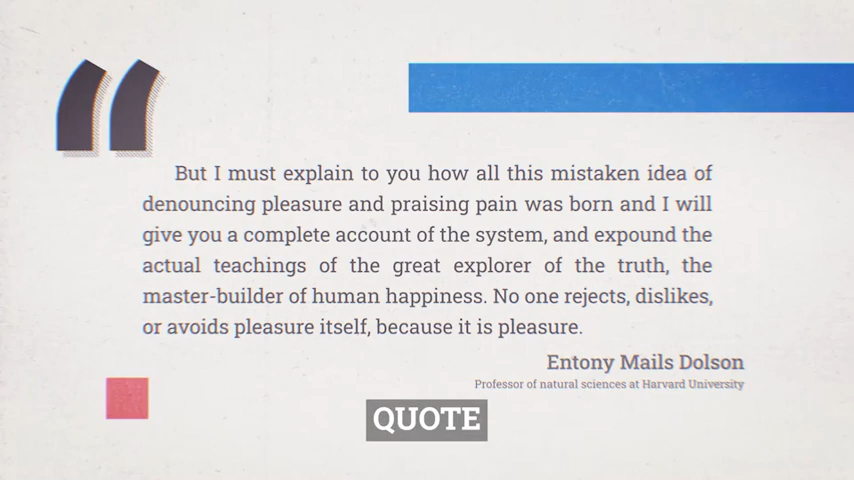 But I must explain to you how all this mistaken idea of
denouncing pleasure and praising pain was born and I will
give you a complete account of the system, and expound the
actual teachings of the great explorer of the truth, the
master-builder of human happiness. No one rejects, dislikes,
or avoids pleasure itself, because it is pleasure.
Entony Mails Dolson
Professor of natural sciences at Harvard University
QUOTE